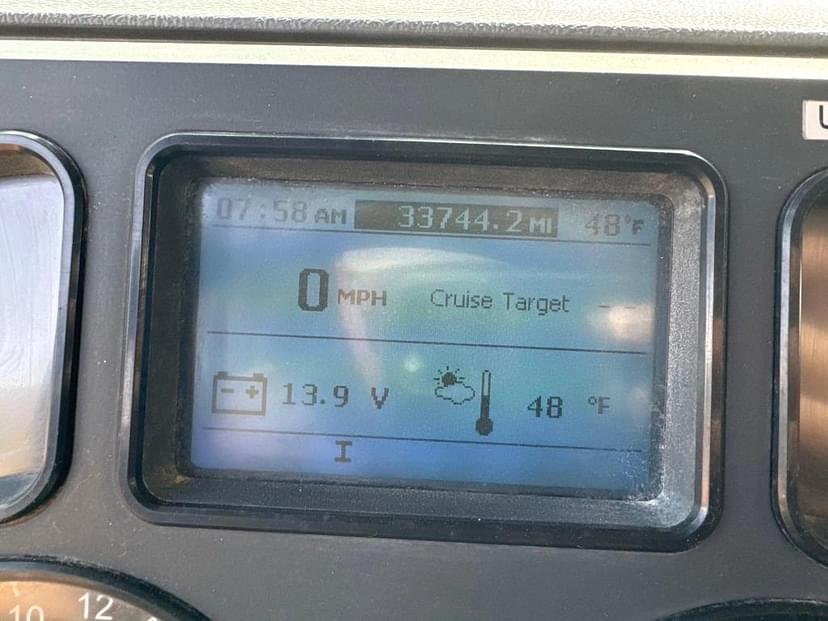 07:58 AM 33744.2 MI 48°F
0 MPH Cruise Target - -
- + 13.9 V 48 °F
I
10 12